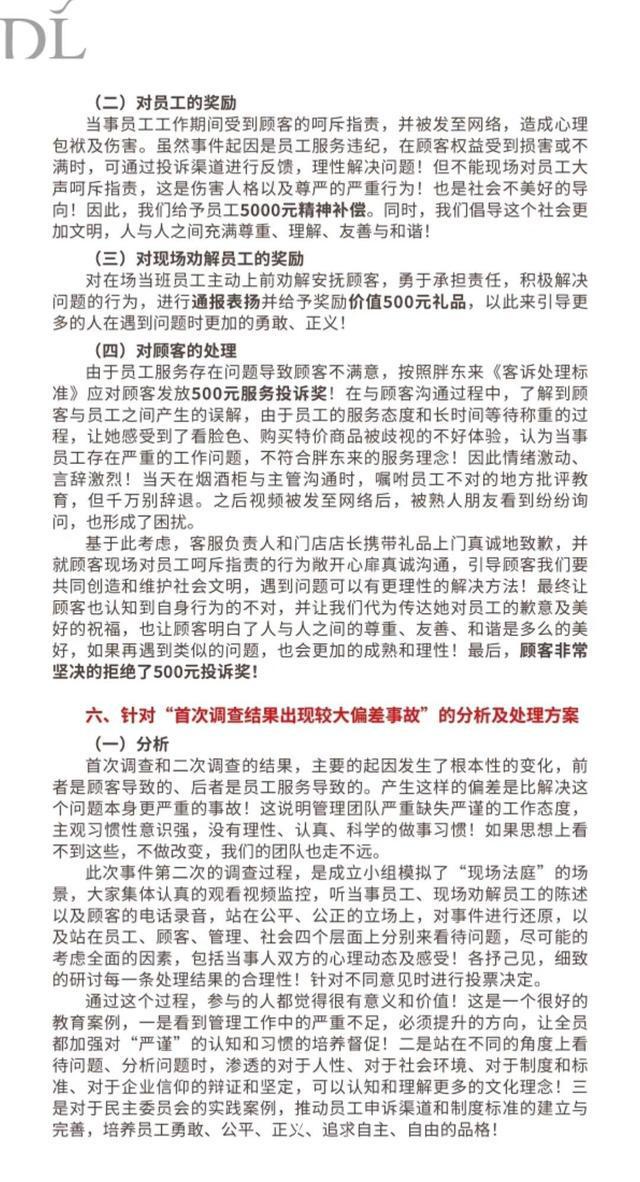 DL
（二）对员工的奖励
当事员工工作期间受到顾客的呵斥指责，并被发至网络，造成心理
包袱及伤害。虽然事件起因是员工服务违纪，在顾客权益受到损害或不
满时，可通过投诉渠道进行反馈，理性解决问题！但不能现场对员工大
声呵斥指责，这是伤害人格以及尊严的严重行为！也是社会不美好的导
向！因此，我们给予员工5000元精神补偿。同时，我们倡导这个社会更
加文明，人与人之间充满尊重、理解、友善与和谐！
（三）对现场劝解员工的奖励
对在场当班员工主动上前劝解安抚顾客，勇于承担责任，积极解决
问题的行为，进行通报表扬并给予奖励价值500元礼品，以此来引导更
多的人在遇到问题时更加的勇敢、正义！
（四）对顾客的处理
由于员工服务存在问题导致顾客不满意，按照胖东来《客诉处理标
准》应对顾客发放500元服务投诉奖！在与顾客沟通过程中，了解到顾
客与员工之间产生的误解，由于员工的服务态度和长时间等待称重的过
程，让她感受到了看脸色、购买特价商品被歧视的不好体验，认为当事
员工存在严重的工作问题，不符合胖东来的服务理念！因此情绪激动、
言辞激烈！当天在烟酒柜与主管沟通时，嘱咐员工不对的地方批评教
育，但千万别辞退。之后视频被发至网络后，被熟人朋友看到纷纷询
问，也形成了困扰。
基于此考虑，客服负责人和门店店长携带礼品上门真诚地致歉，并
就顾客现场对员工呵斥指责的行为敞开心扉真诚沟通，引导顾客我们要
共同创造和维护社会文明，遇到问题可以有更理性的解决方法！最终让
顾客也认知到自身行为的不对，并让我们代为传达她对员工的歉意及美
好的祝福，也让顾客明白了人与人之间的尊重、友善、和谐是多么的美
好，如果再遇到类似的问题，也会更加的成熟和理性！最后，顾客非常
坚决的拒绝了500元投诉奖！
六、针对“首次调查结果出现较大偏差事故”的分析及处理方案
（一）分析
首次调查和二次调查的结果，主要的起因发生了根本性的变化，前
者是顾客导致的、后者是员工服务导致的。产生这样的偏差是比解决这
个问题本身更严重的事故！这说明管理团队严重缺失严谨的工作态度，
主观习惯性意识强，没有理性、认真、科学的做事习惯！如果思想上看
不到这些，不做改变，我们的团队也走不远。
此次事件第二次的调查过程，是成立小组模拟了“现场法庭”的场
景，大家集体认真的观看视频监控，听当事员工、现场劝解员工的陈述
以及顾客的电话录音，站在公平、公正的立场上，对事件进行还原，以
及站在员工、顾客、管理、社会四个层面上分别来看待问题，尽可能的
考虑全面的因素，包括当事人双方的心理动态及感受！各抒己见，细致
的研讨每一条处理结果的合理性！针对不同意见时进行投票决定。
通过这个过程，参与的人都觉得很有意义和价值！这是一个很好的
教育案例，一是看到管理工作中的严重不足，必须提升的方向，让全员
都加强对“严谨”的认知和习惯的培养督促！二是站在不同的角度上看
待问题、分析问题时，渗透的对于人性、对于社会环境、对于制度和标
准、对于企业信仰的辩证和坚定，可以认知和理解更多的文化理念！三
是对于民主委员会的实践案例，推动员工申诉渠道和制度标准的建立与
完善，培养员工勇敢、公平、正义、追求自主、自由的品格！